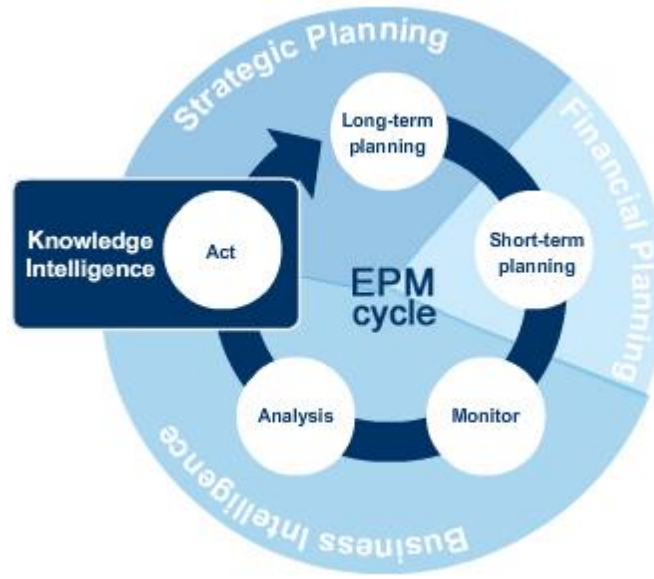 Strategic Planning
Financial Planning
Long-term
planning
Knowledge
Intelligence
Act
Short-term
planning
EPM
cycle
Analysis
Monitor
Business Intelligence